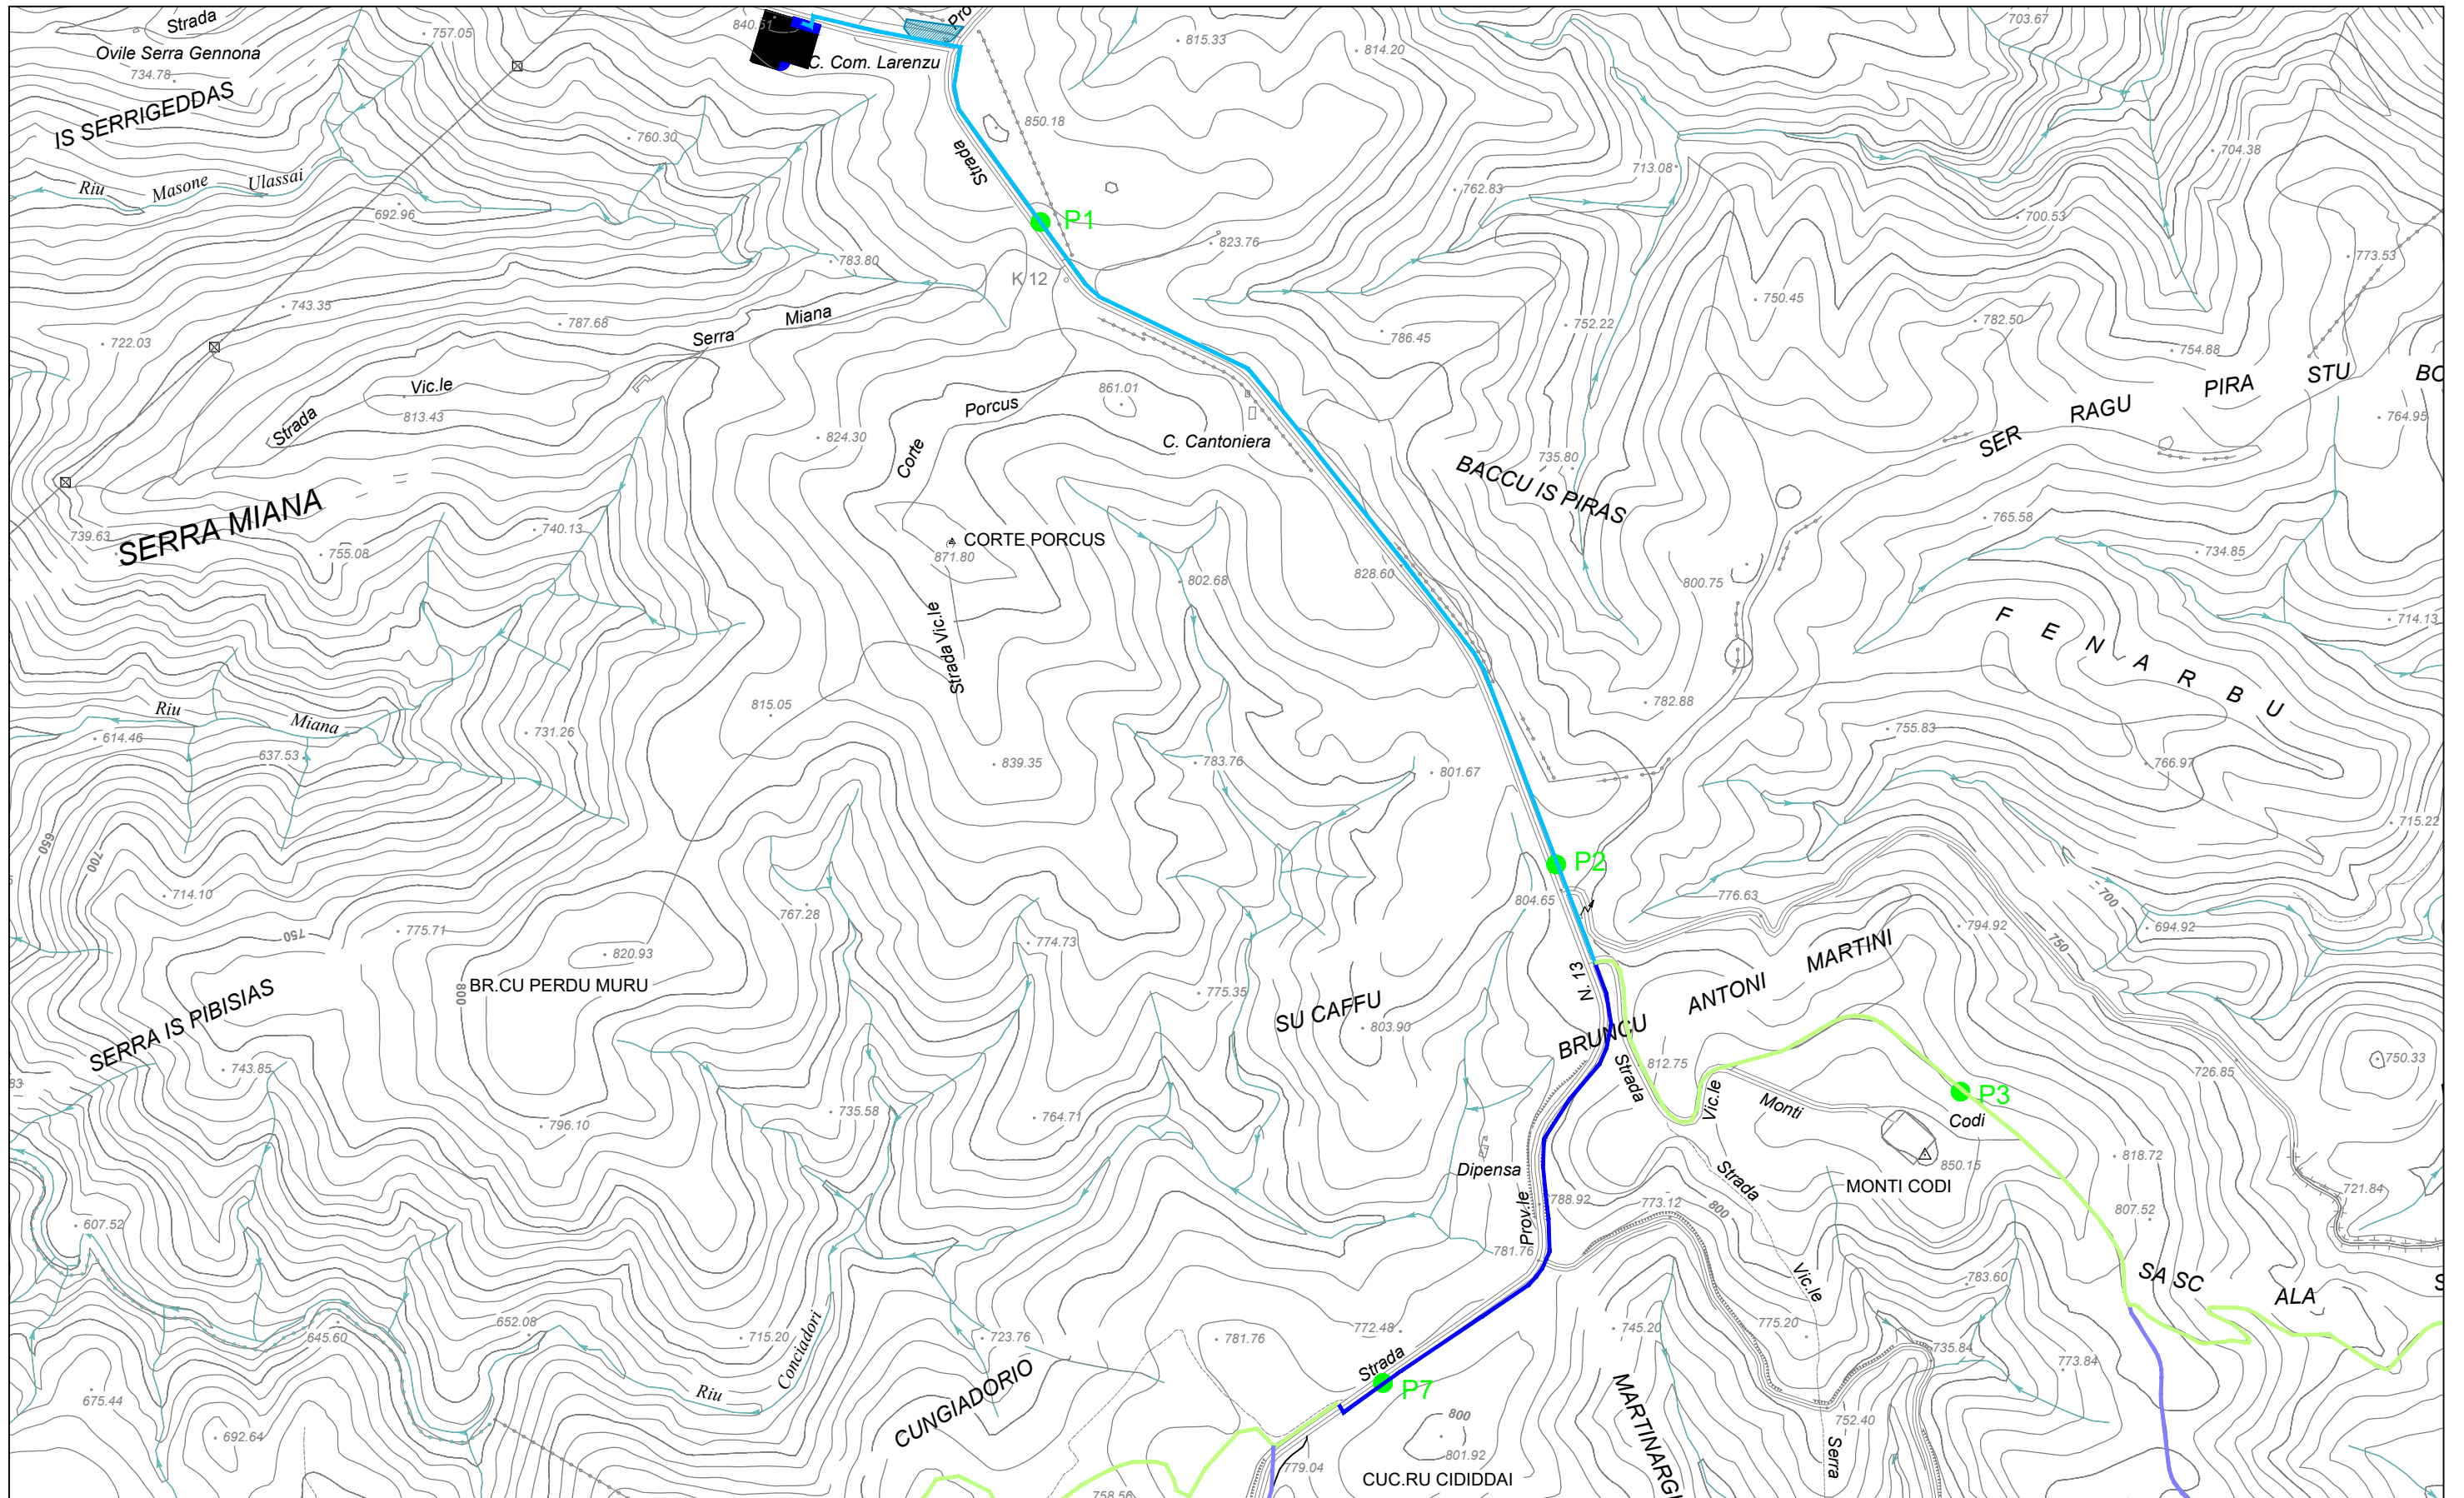 Strada
Ovile Serra Gennona
734.78
757.05
IS SERRIGEDDAS
C. Com. Larenzu
Pro
815.33
814.20
703.67
850.18
760.30
Strada
762.83
713.08
704.38
Riu Masone Ulassai
692.96
P1
700.53
823.76
783.80
773.53
K 12
743.35
787.68
Serra Miana
750.45
752.22
782.50
722.03
786.45
754.88
Strada Vic.le
813.43
861.01
Corte Porcus
824.30
C. Cantoniera
SER RAGU PIRA STU
764.95
735.80
BACCU IS PIRAS
SERRA MIANA
739.63
740.13
755.08
CORTE PORCUS
871.80
765.58
734.85
828.60
802.68
800.75
714.13
F E N A R B U
Strada Vic.le
782.88
Riu Miana
815.05
614.46
637.53
731.26
755.83
839.35
783.76
801.67
766.97
715.22
650
700
P2
714.10
767.28
804.65
776.63
700
750
775.71
774.73
794.92
694.92
820.93
BR.CU PERDU MURU
800
750
N. 13
ANTONI MARTINI
775.35
SU CAFFU
SERRA IS PIBISIAS
803.90
BRUNCU
812.75
750.33
743.85
Strada Vic.le Monti Codi
P3
726.85
83
735.58
764.71
796.10
Dipensa
850.15
818.72
MONTI CODI
Strada
721.84
607.52
Prov.le
788.92
773.12
800
807.52
781.76
Vic.le
783.60
SA SC ALA
S
645.60
652.08
715.20
Conciadori
723.76
781.76
772.48
745.20
775.20
735.84
773.84
Strada
P7
Riu
675.44
CUNGIADORIO
692.64
800
801.92
752.40
MARTINARGI
Serra
779.04
CUC.RU CIDIDDAI
758.56